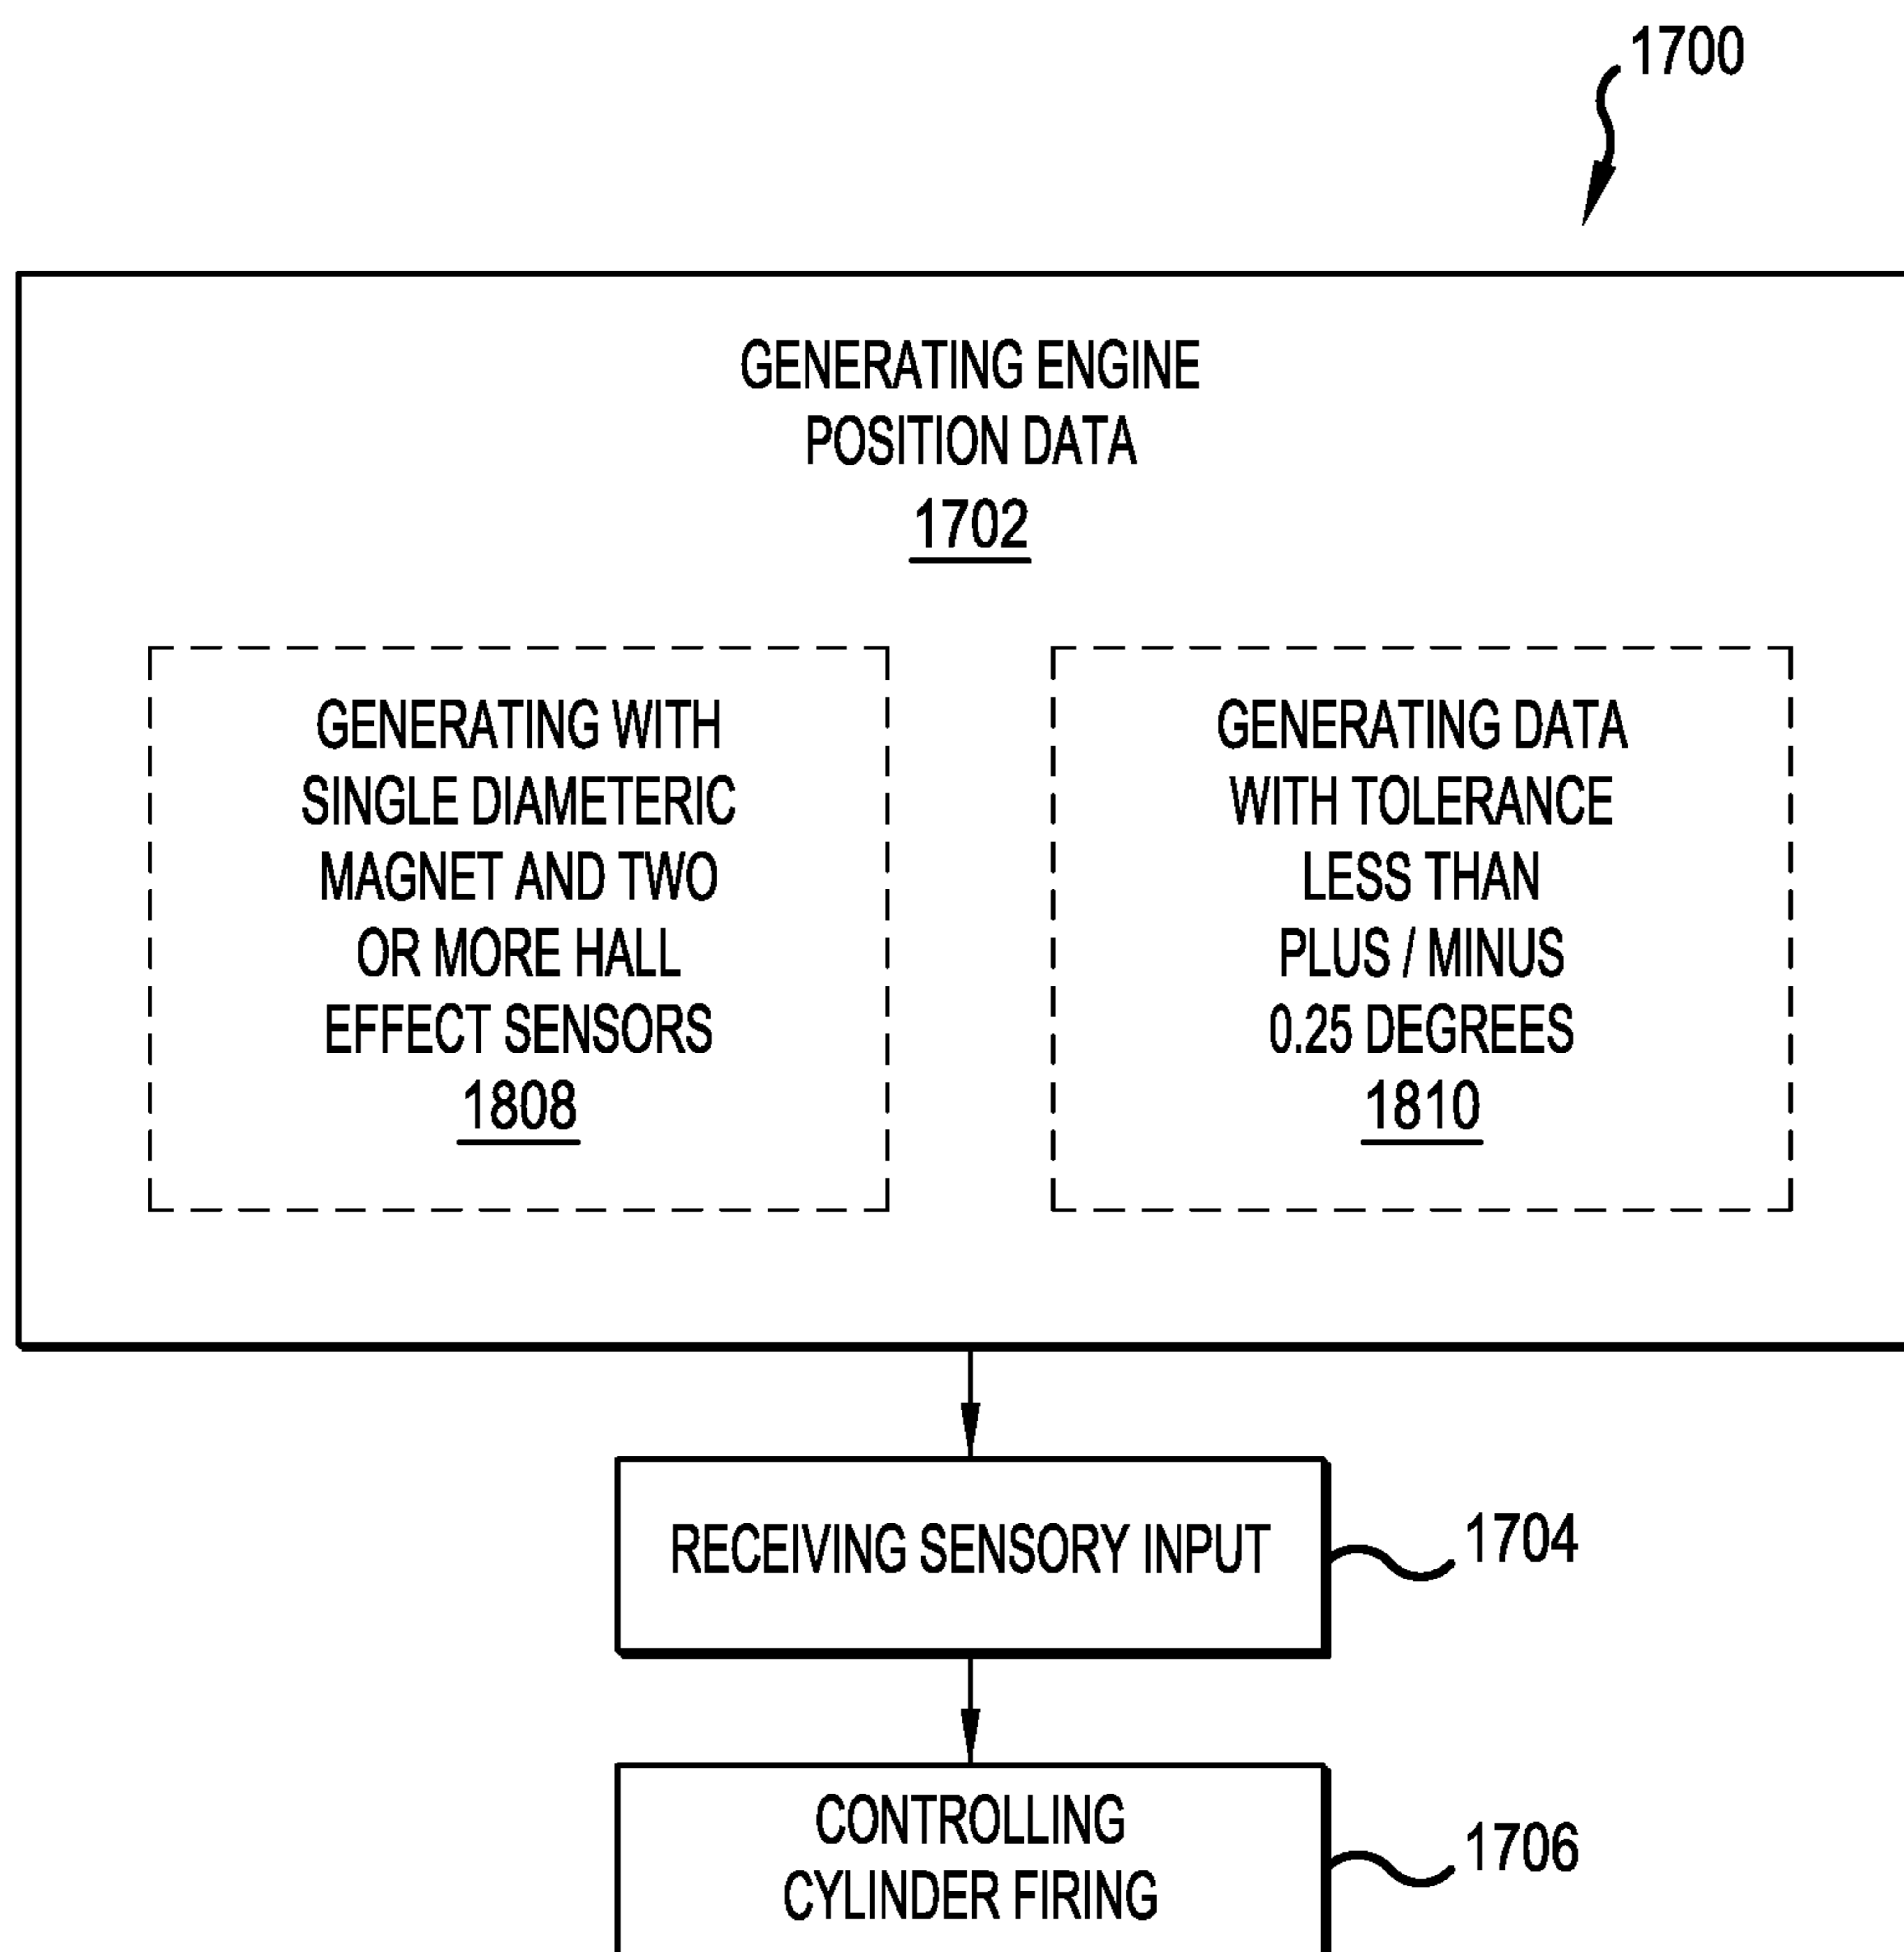 1700
GENERATING ENGINE
POSITION DATA
1702
GENERATING WITH
SINGLE DIAMETERIC
MAGNET AND TWO
OR MORE HALL
EFFECT SENSORS
1808
GENERATING DATA
WITH TOLERANCE
LESS THAN
PLUS / MINUS
0.25 DEGREES
1810
RECEIVING SENSORY INPUT
1704
CONTROLLING
CYLINDER FIRING
1706